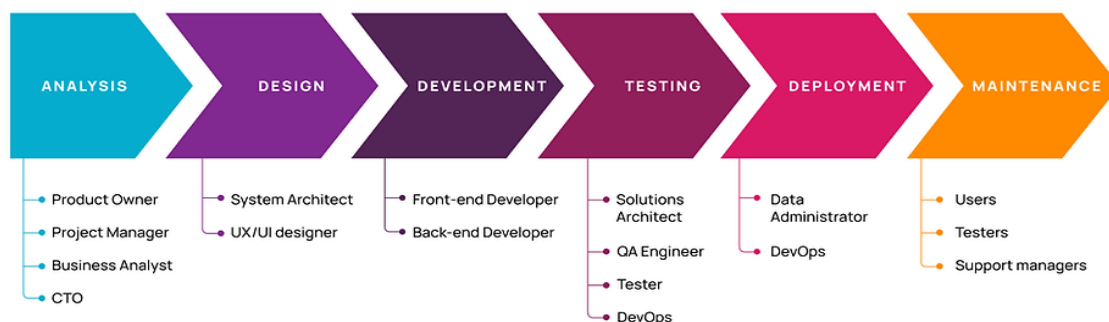 ANALYSIS
DESIGN
DEVELOPMENT
TESTING
DEPLOYMENT
MAINTENANCE
Product Owner
Project Manager
Business Analyst
CTO
System Architect
UX/UI designer
Front-end Developer
Back-end Developer
Solutions
Architect
QA Engineer
Tester
DevOps
Data
Administrator
DevOps
Users
Testers
Support managers